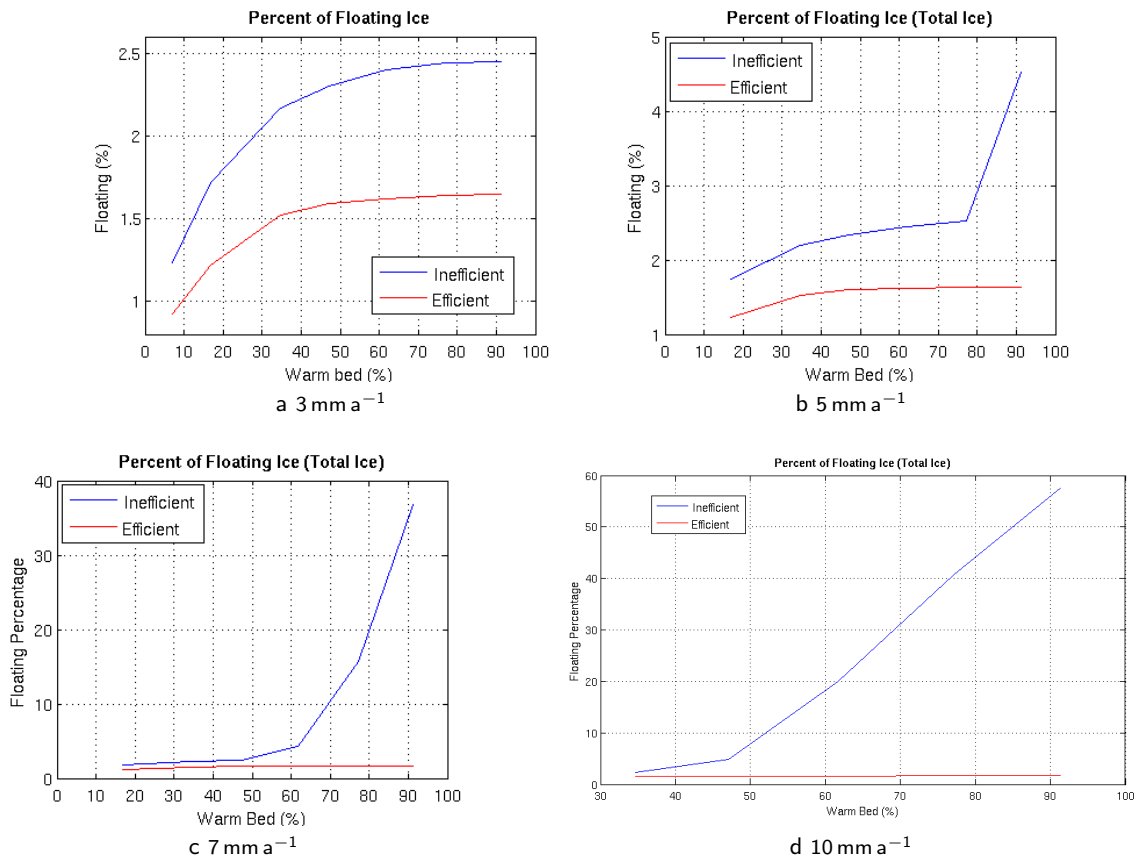 Percent of Floating Ice
2.5
2
1.5
1
Floating (%)
Inefficient
Efficient
0 10 20 30 40 50 60 70 80 90 100
Warm bed (%)
a 3 mm a−1
Percent of Floating Ice (Total Ice)
5
4
3
2
1
Floating (%)
Inefficient
Efficient
0 10 20 30 40 50 60 70 80 90 100
Warm Bed (%)
b 5 mm a−1
Percent of Floating Ice (Total Ice)
40
30
20
10
0
Floating Percentage
Inefficient
Efficient
0 10 20 30 40 50 60 70 80 90 100
Warm Bed (%)
c 7 mm a−1
Percent of Floating Ice (Total Ice)
60
50
40
30
20
10
0
Floating Percentage
Inefficient
Efficient
30 40 50 60 70 80 90 100
Warm Bed (%)
d 10 mm a−1